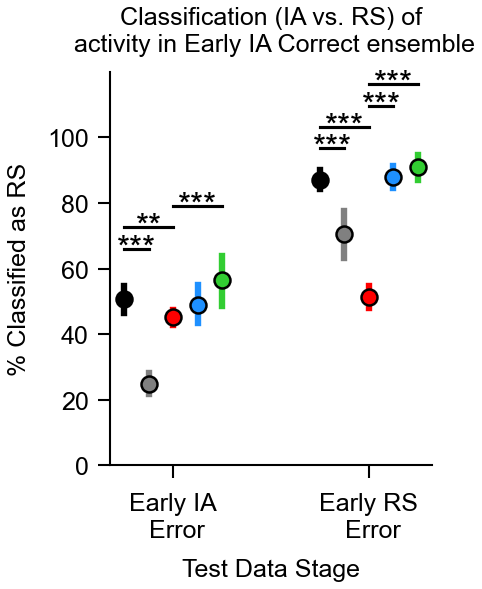 Classification (IA vs. RS) of
activity in Early IA Correct ensemble
% Classified as RS
100
80
60
40
20
0
***
***
***
***
***
**
***
Early IA
Error
Early RS
Error
Test Data Stage